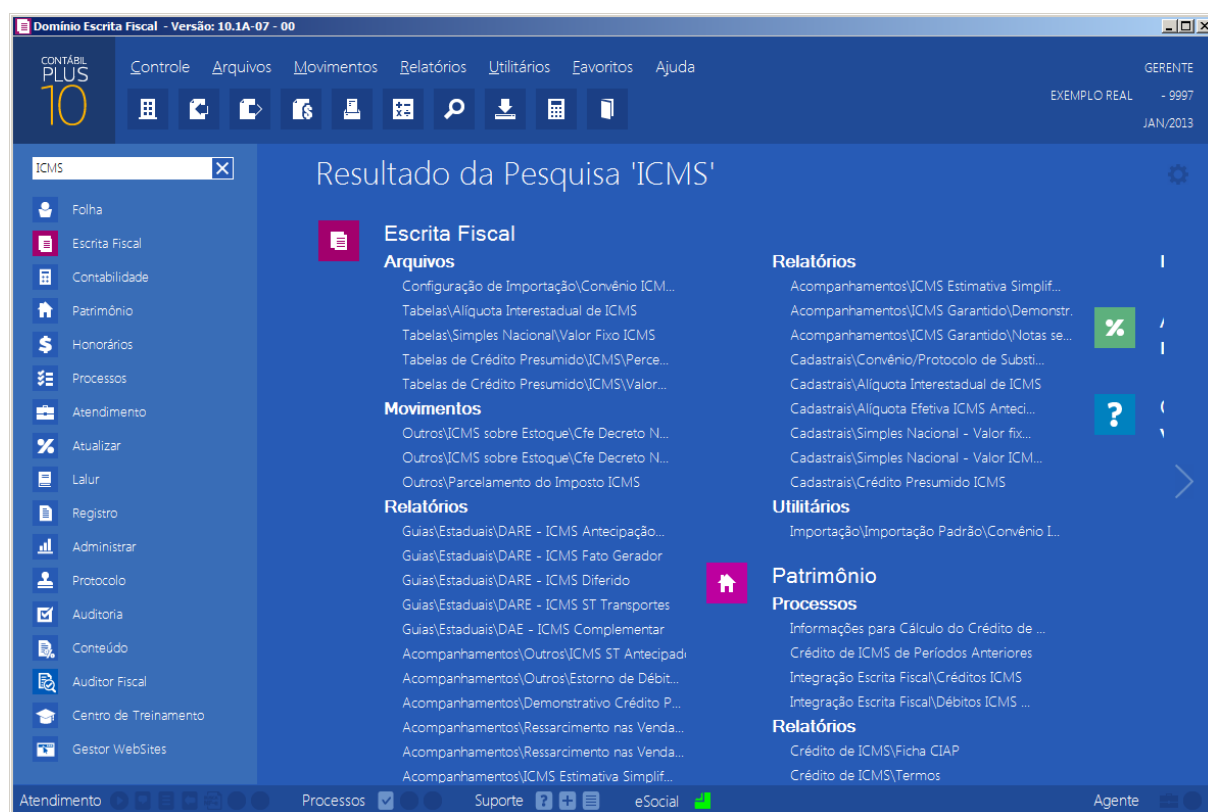 Domínio Escrita Fiscal - Versão: 10.1A-07 - 00
CONTÁBIL
PLUS
10
Controle Arquivos Movimentos Relatórios Utilitários Favoritos Ajuda
GERENTE
EXEMPLO REAL - 9997
JAN/2013
ICMS
Folha
Escrita Fiscal
Contabilidade
Patrimônio
Honorários
Processos
Atendimento
Atualizar
Lalur
Registro
Administrar
Protocolo
Auditoria
Conteúdo
Auditor Fiscal
Centro de Treinamento
Gestor WebSites
Resultado da Pesquisa 'ICMS'
Escrita Fiscal
Arquivos
Configuração de Importação\Convênio ICM...
Tabelas\Alíquota Interestadual de ICMS
Tabelas\Simples Nacional\Valor Fixo ICMS
Tabelas de Crédito Presumido\ICMS\Perce...
Tabelas de Crédito Presumido\ICMS\Valor...
Movimentos
Outros\ICMS sobre Estoque\Cfe Decreto N...
Outros\ICMS sobre Estoque\Cfe Decreto N...
Outros\Parcelamento do Imposto ICMS
Relatórios
Guias\Estaduais\DARE - ICMS Antecipação...
Guias\Estaduais\DARE - ICMS Fato Gerador
Guias\Estaduais\DARE - ICMS Diferido
Guias\Estaduais\DARE - ICMS ST Transportes
Guias\Estaduais\DAE - ICMS Complementar
Acompanhamentos\Outros\ICMS ST Antecipad
Acompanhamentos\Outros\Estorno de Débit...
Acompanhamentos\Demonstrativo Crédito P...
Acompanhamentos\Ressarcimento nas Venda...
Acompanhamentos\Ressarcimento nas Venda...
Acompanhamentos\ICMS Estimativa Simplif...
Relatórios
Acompanhamentos\ICMS Estimativa Simplif...
Acompanhamentos\ICMS Garantido\Demonstr.
Acompanhamentos\ICMS Garantido\Notas se...
Cadastrais\Convênio/Protocolo de Substi...
Cadastrais\Alíquota Interestadual de ICMS
Cadastrais\Alíquota Efetiva ICMS Anteci...
Cadastrais\Simples Nacional - Valor fix...
Cadastrais\Simples Nacional - Valor ICM...
Cadastrais\Crédito Presumido ICMS
Utilitários
Importação\Importação Padrão\Convênio I...
Patrimônio
Processos
Informações para Cálculo do Crédito de ...
Crédito de ICMS de Períodos Anteriores
Integração Escrita Fiscal\Créditos ICMS
Integração Escrita Fiscal\Débitos ICMS ...
Relatórios
Crédito de ICMS\Ficha CIAP
Crédito de ICMS\Termos
Atendimento Processos Suporte eSocial Agente